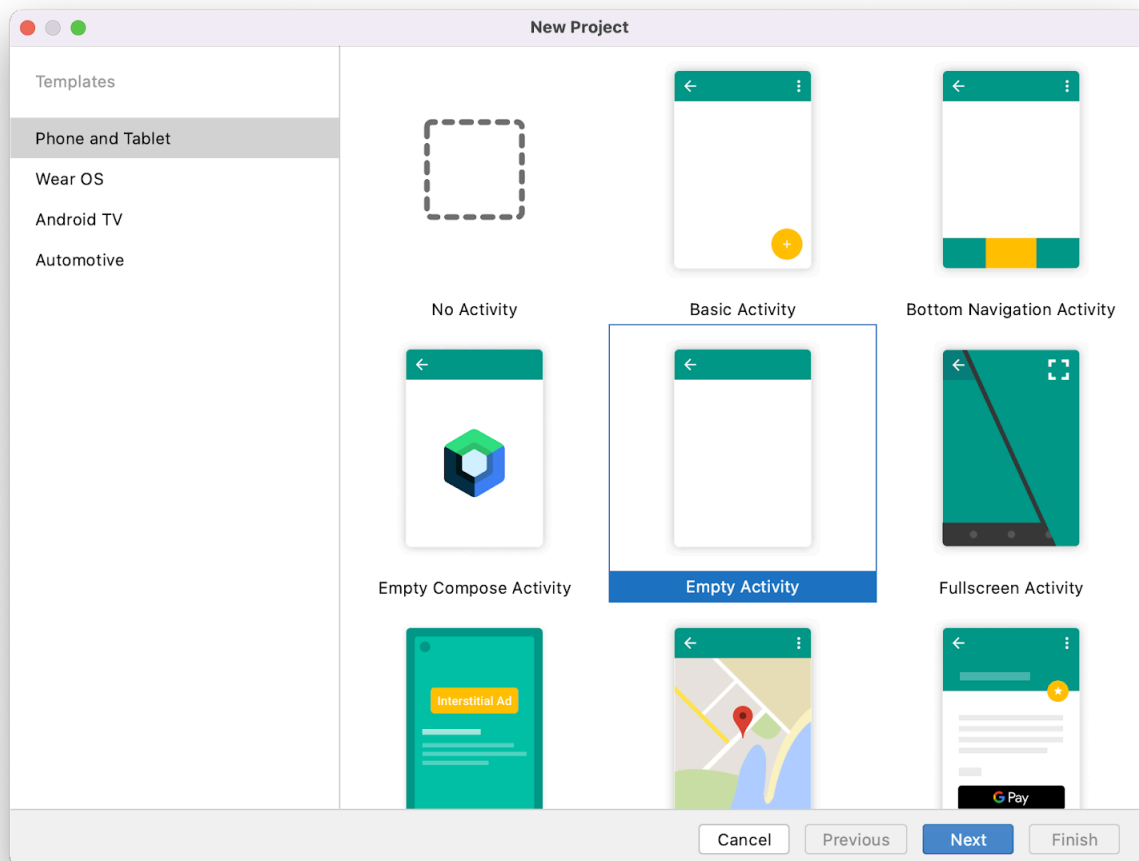 New Project
Templates
Phone and Tablet
Wear OS
Android TV
Automotive
No Activity
Basic Activity
Bottom Navigation Activity
Empty Compose Activity
Empty Activity
Fullscreen Activity
Interstitial Ad
G Pay
Cancel
Previous
Next
Finish